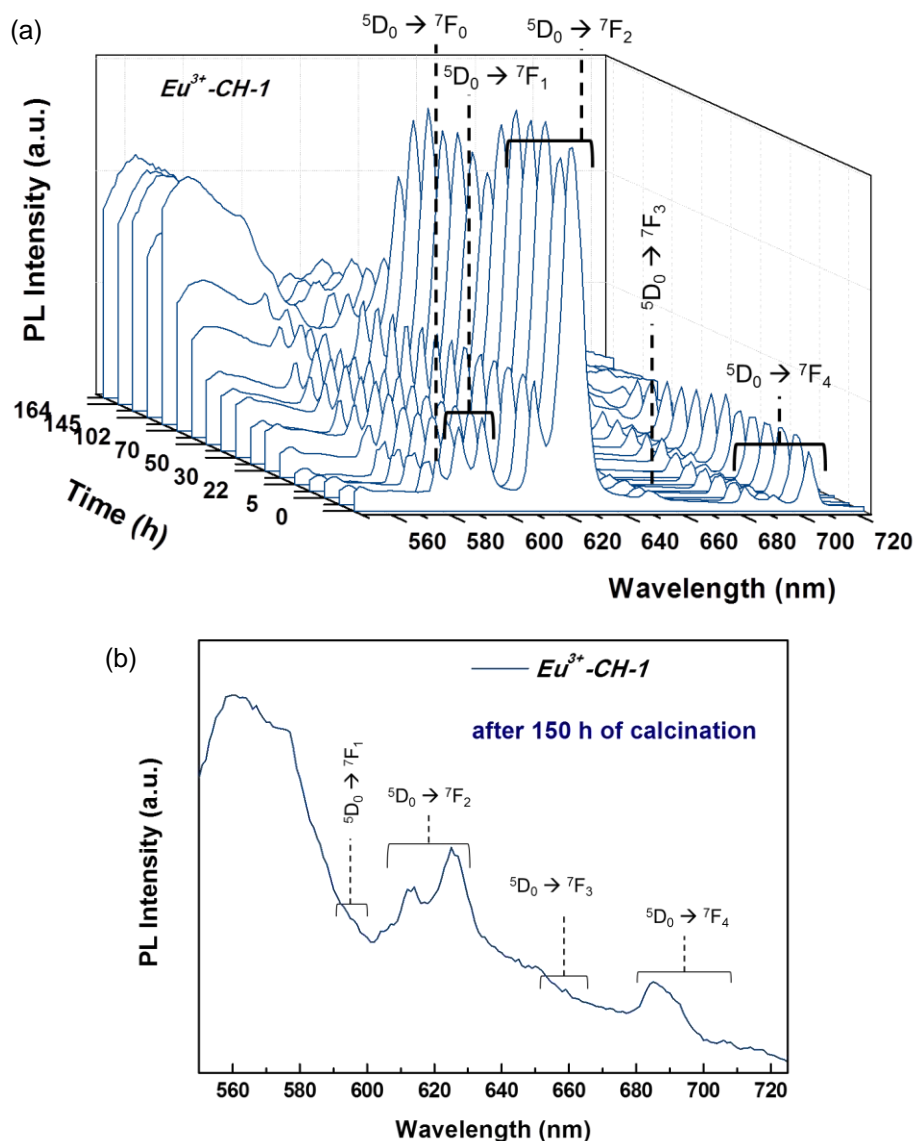 (a)
⁵D₀ → ⁷F₀
⁵D₀ → ⁷F₂
⁵D₀ → ⁷F₁
Eu³⁺-CH-1
PL Intensity (a.u.)
⁵D₀ → ⁷F₃
⁵D₀ → ⁷F₄
164
145
102
70
50
30
22
5
0
Time (h)
560 580 600 620 640 660 680 700 720
Wavelength (nm)
(b)
Eu³⁺-CH-1
after 150 h of calcination
⁵D₀ → ⁷F₁
⁵D₀ → ⁷F₂
⁵D₀ → ⁷F₃
⁵D₀ → ⁷F₄
PL Intensity (a.u.)
560 580 600 620 640 660 680 700 720
Wavelength (nm)